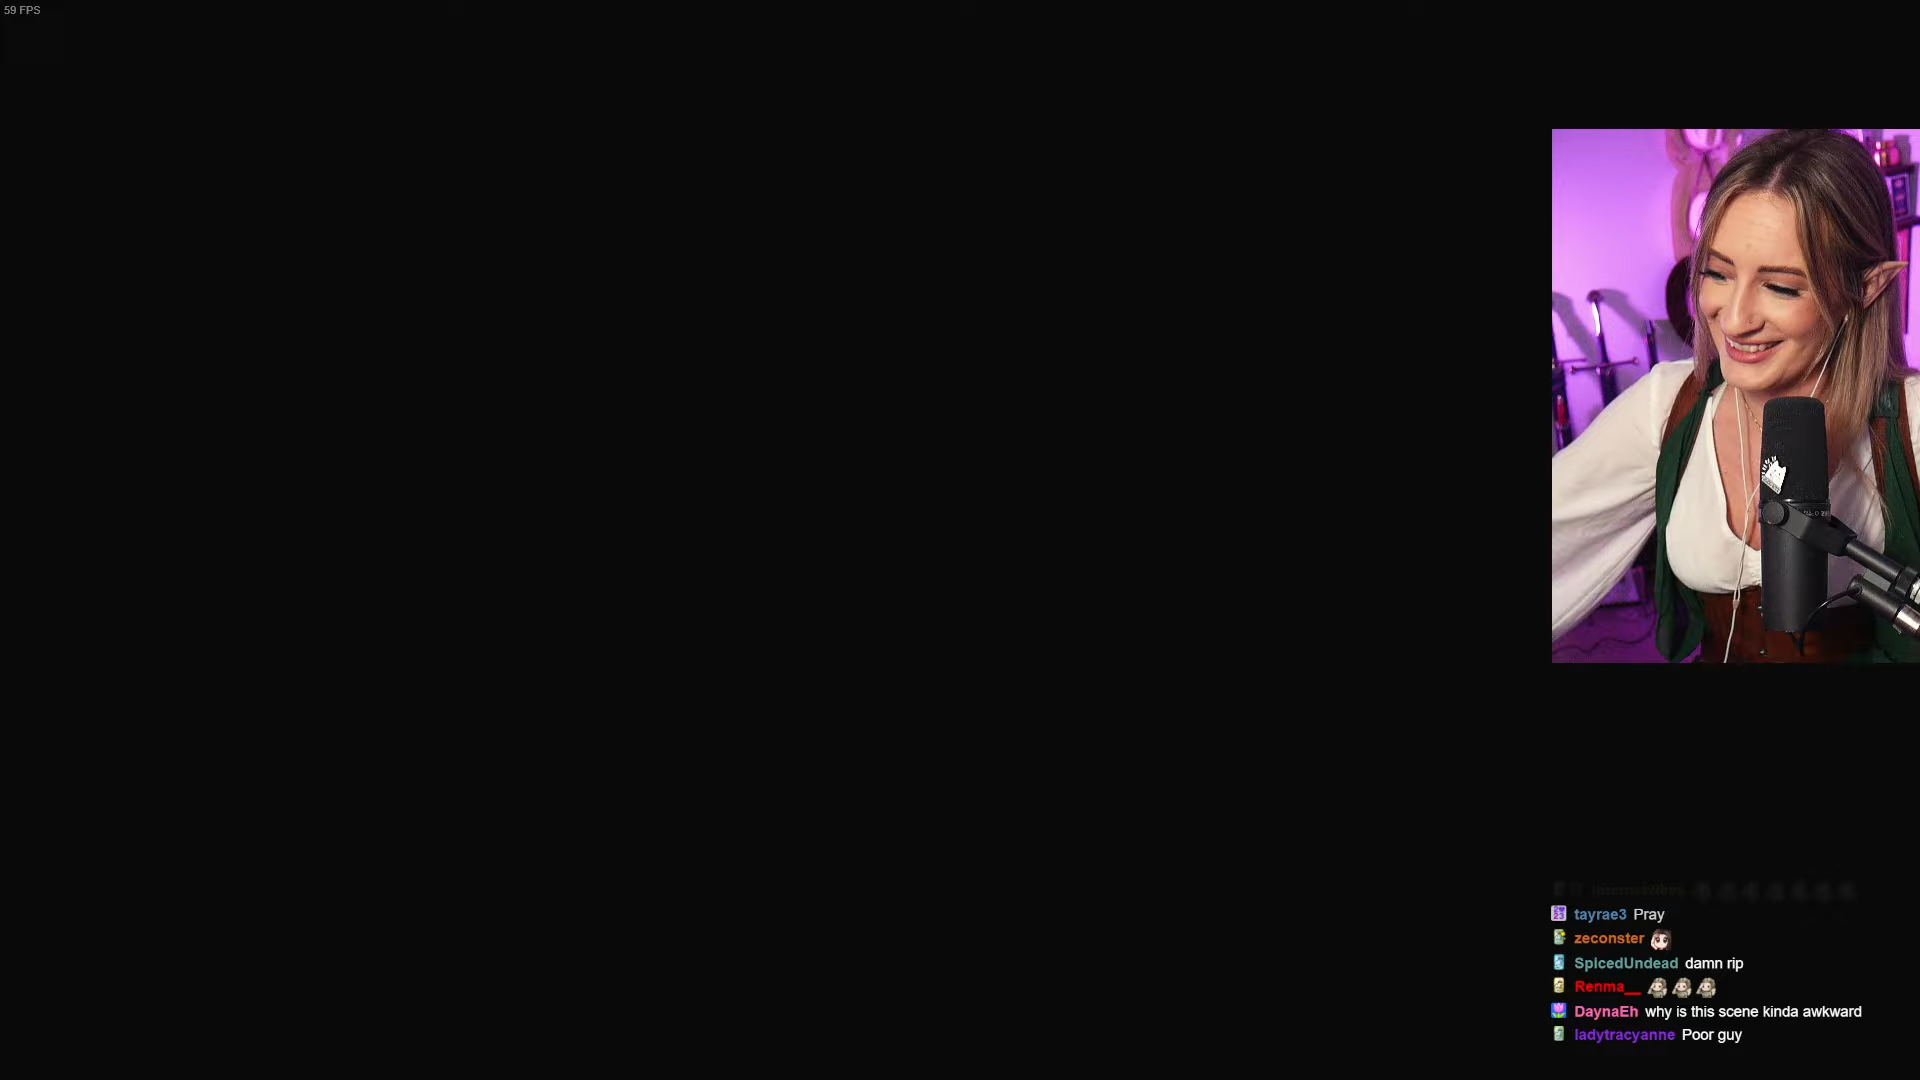 59 FPS
tayrae3 Pray
zeconster
SpicedUndead damn rip
Renma__
DaynaEh why is this scene kinda awkward
ladytracyanne Poor guy